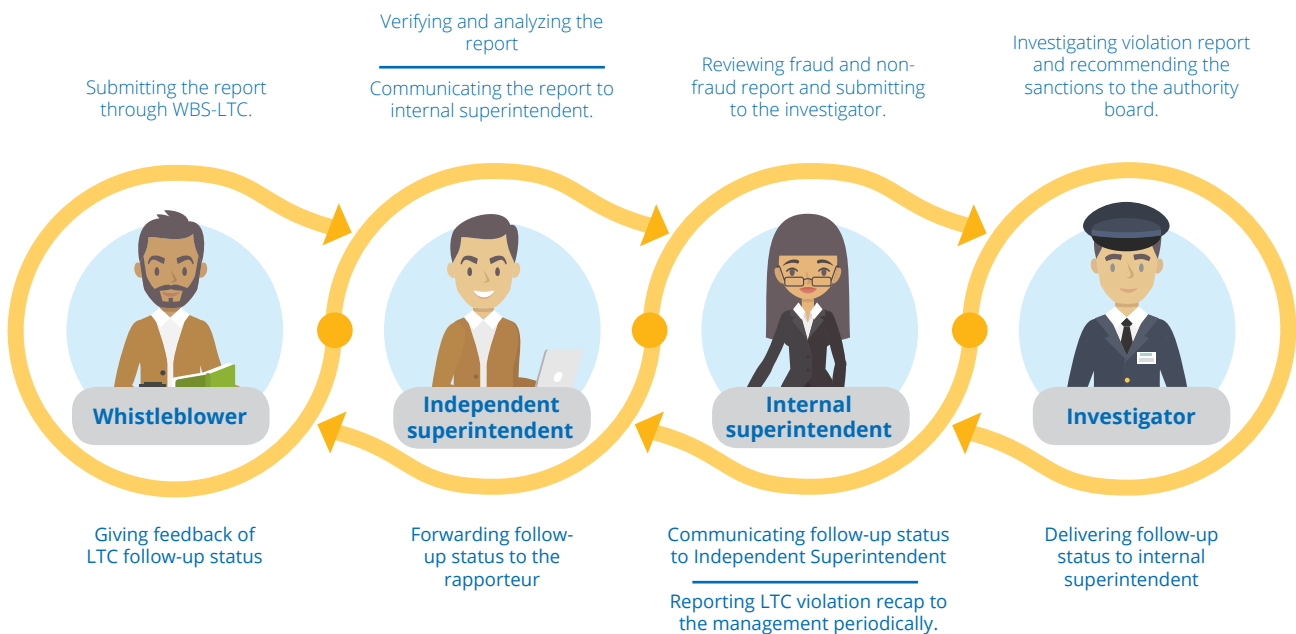 Submitting the report
through WBS-LTC.
Verifying and analyzing the
report
Communicating the report to
internal superintendent.
Reviewing fraud and non-
fraud report and submitting
to the investigator.
Investigating violation report
and recommending the
sanctions to the authority
board.
Whistleblower
Independent
superintendent
Internal
superintendent
Investigator
Giving feedback of
LTC follow-up status
Forwarding follow-
up status to the
rapporteur
Communicating follow-up status
to Independent Superintendent
Reporting LTC violation recap to
the management periodically.
Delivering follow-up
status to internal
superintendent